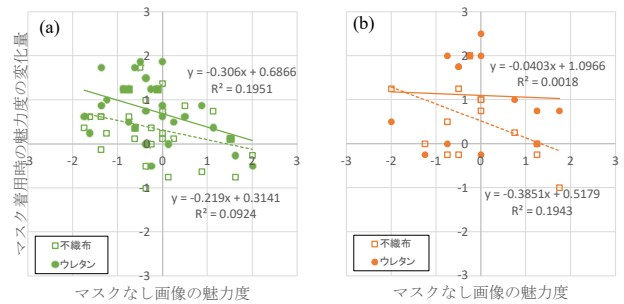 (a)
マスク着用時の魅力度の変化量
3
2
1
0
-1
-2
-3
-3
-2
-1
0
1
2
3
y = -0.306x + 0.6866
R² = 0.1951
y = -0.219x + 0.3141
R² = 0.0924
不織布
ウレタン
マスクなし画像の魅力度
(b)
3
2
1
0
-1
-2
-3
-3
-2
-1
0
1
2
3
y = -0.0403x + 1.0966
R² = 0.0018
y = -0.3851x + 0.5179
R² = 0.1943
不織布
ウレタン
マスクなし画像の魅力度